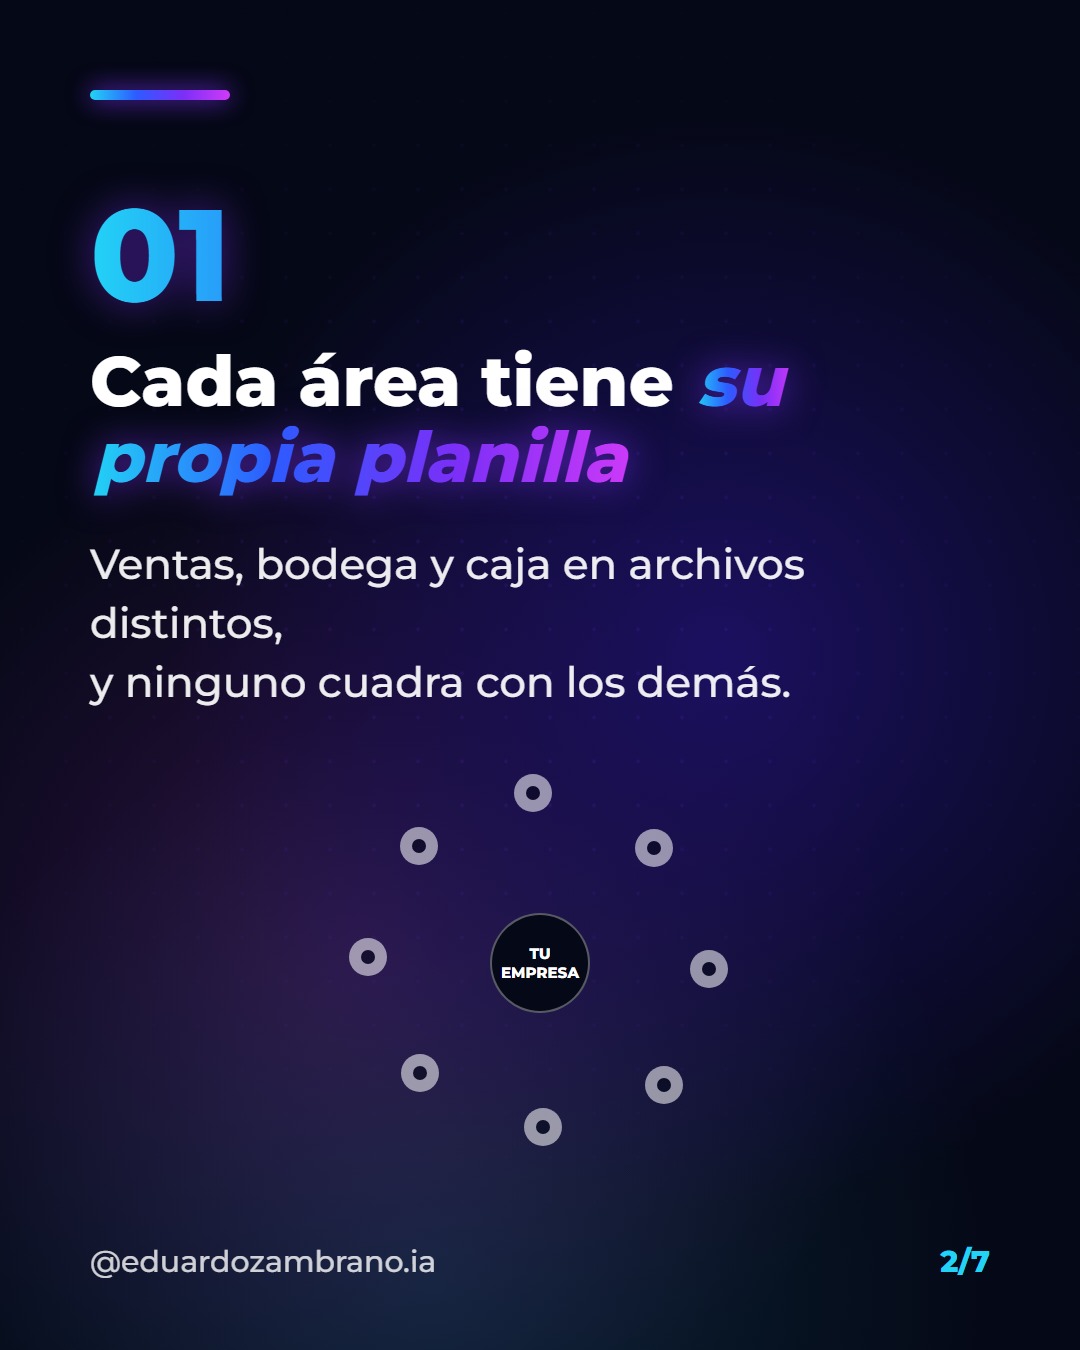 01
Cada área tiene su
propia planilla
Ventas, bodega y caja en archivos
distintos,
y ninguno cuadra con los demás.
TU
EMPRESA
@eduardozambrano.ia
2/7